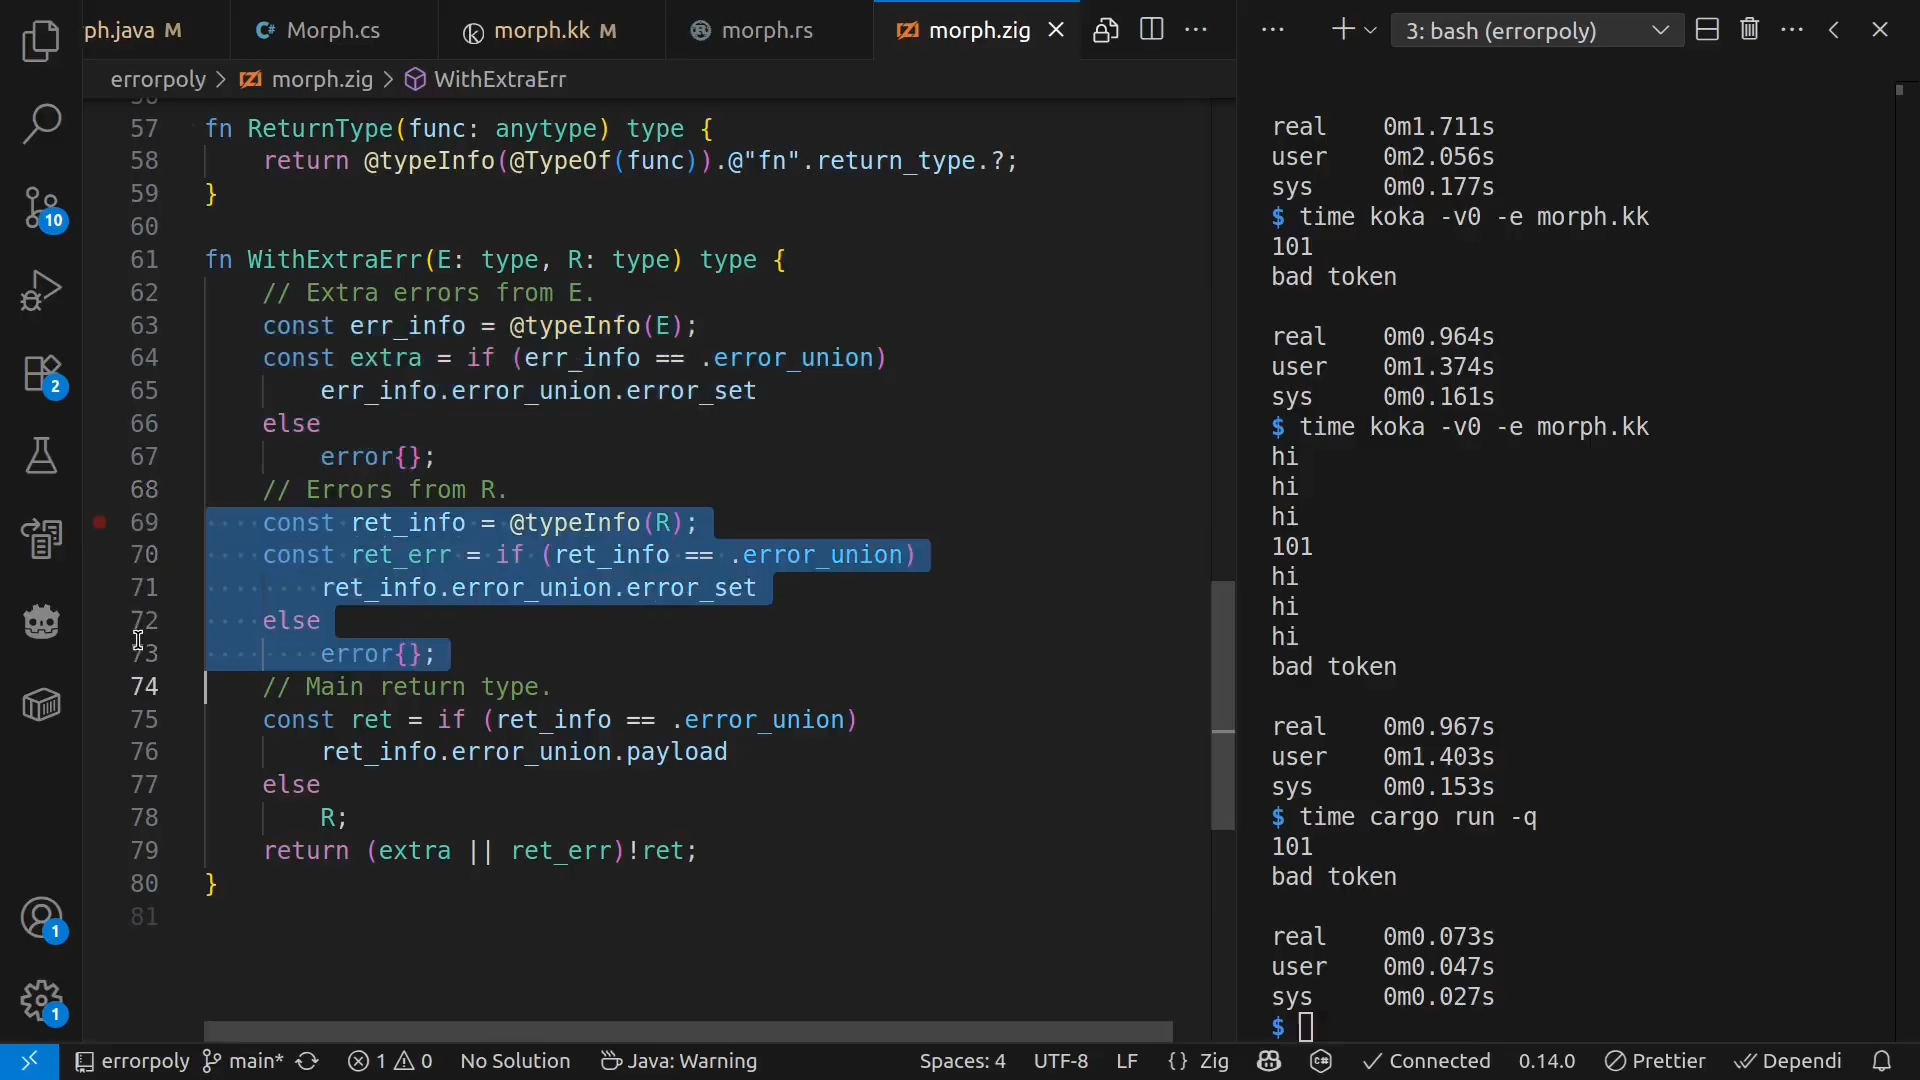 ph.java M
Morph.cs
morph.kk M
morph.rs
morph.zig
3: bash (errorpoly)
errorpoly > morph.zig > WithExtraErr
57 fn ReturnType(func: anytype) type {
58     return @typeInfo(@TypeOf(func)).@"fn".return_type.?;
59 }
60
61 fn WithExtraErr(E: type, R: type) type {
62     // Extra errors from E.
63     const err_info = @typeInfo(E);
64     const extra = if (err_info == .error_union)
65         err_info.error_union.error_set
66     else
67         error{};
68     // Errors from R.
69     const ret_info = @typeInfo(R);
70     const ret_err = if (ret_info == .error_union)
71         ret_info.error_union.error_set
72     else
73         error{};
74     // Main return type.
75     const ret = if (ret_info == .error_union)
76         ret_info.error_union.payload
77     else
78         R;
79     return (extra || ret_err)!ret;
80 }
81
real 0m1.711s
user 0m2.056s
sys 0m0.177s
$ time koka -v0 -e morph.kk
101
bad token
real 0m0.964s
user 0m1.374s
sys 0m0.161s
$ time koka -v0 -e morph.kk
hi
hi
hi
101
hi
hi
hi
bad token
real 0m0.967s
user 0m1.403s
sys 0m0.153s
$ time cargo run -q
101
bad token
real 0m0.073s
user 0m0.047s
sys 0m0.027s
$
10
2
1
1
errorpoly main* 1 0 No Solution Java: Warning Spaces: 4 UTF-8 LF {} Zig Connected 0.14.0 Prettier Dependi